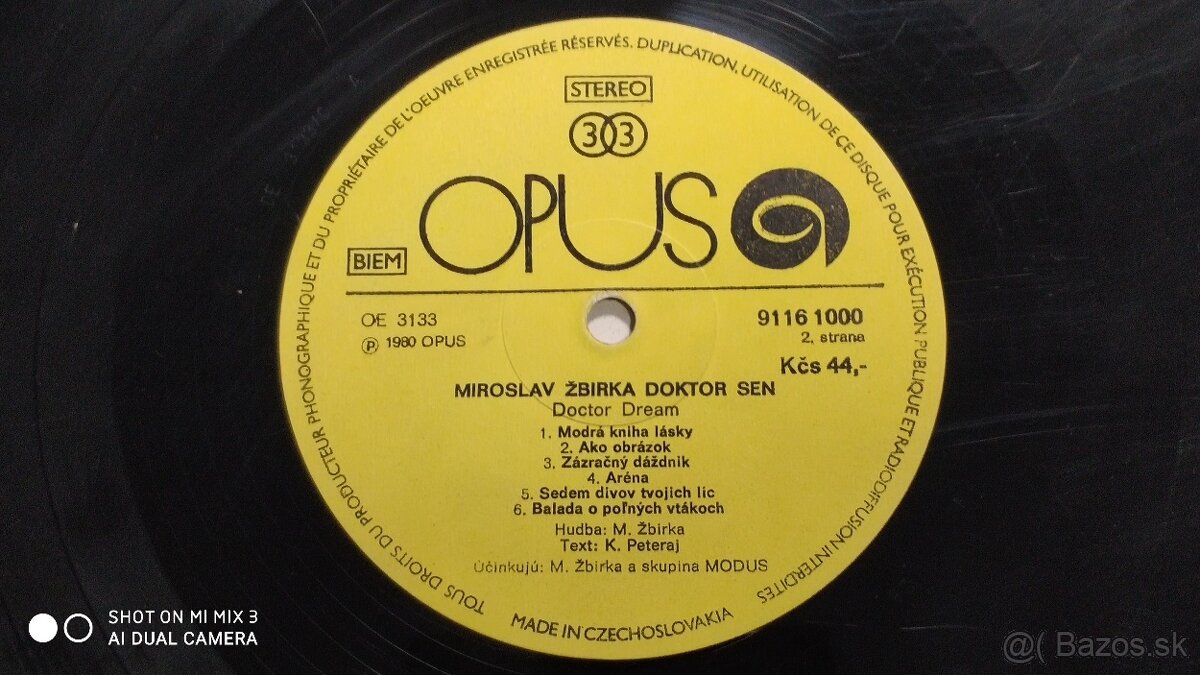 TOUS DROITS DU PRODUCTEUR PHONOGRAPHIQUE ET DU PROPRIÉTAIRE DE L'OEUVRE ENREGISTRÉE RÉSERVÉS. DUPLICATION, UTILISATION DE CE DISQUE POUR EXÉCUTION PUBLIQUE ET RADIODIFFUSION INTERDITES
STEREO
33
OPUS
BIEM
OE 3133
9116 1000
Ⓟ 1980 OPUS
2. strana
Kčs 44,-
MIROSLAV ŽBIRKA DOKTOR SEN
Doctor Dream
1. Modrá kniha lásky
2. Ako obrázok
3. Zázračný dáždnik
4. Aréna
5. Sedem divov tvojich líc
6. Balada o poľných vtákoch
Hudba: M. Žbirka
Text: K. Peteraj
Účinkujú: M. Žbirka a skupina MODUS
MADE IN CZECHOSLOVAKIA
SHOT ON MI MIX 3
AI DUAL CAMERA
@( Bazos.sk